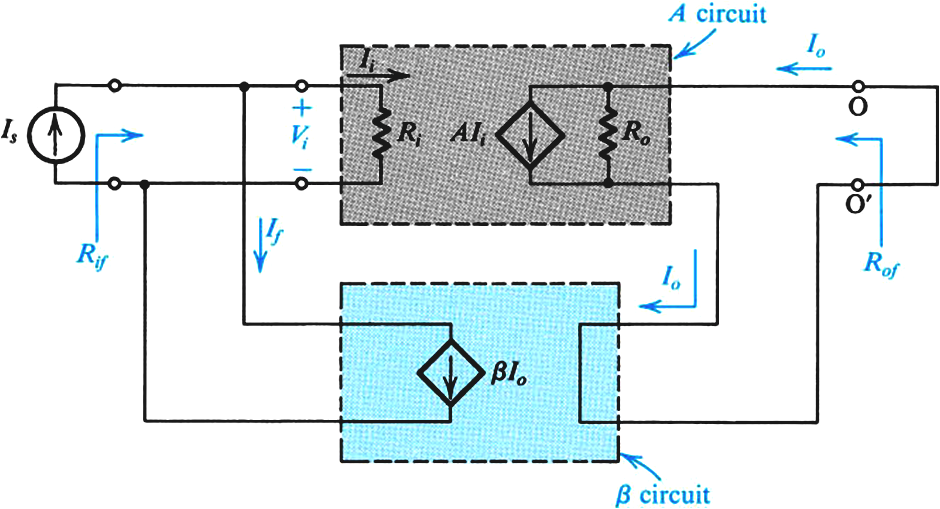 A circuit
I_o
I_i
I_s
+
V_i
−
R_i
AI_i
R_o
O
O′
R_if
I_f
I_o
R_of
βI_o
β circuit